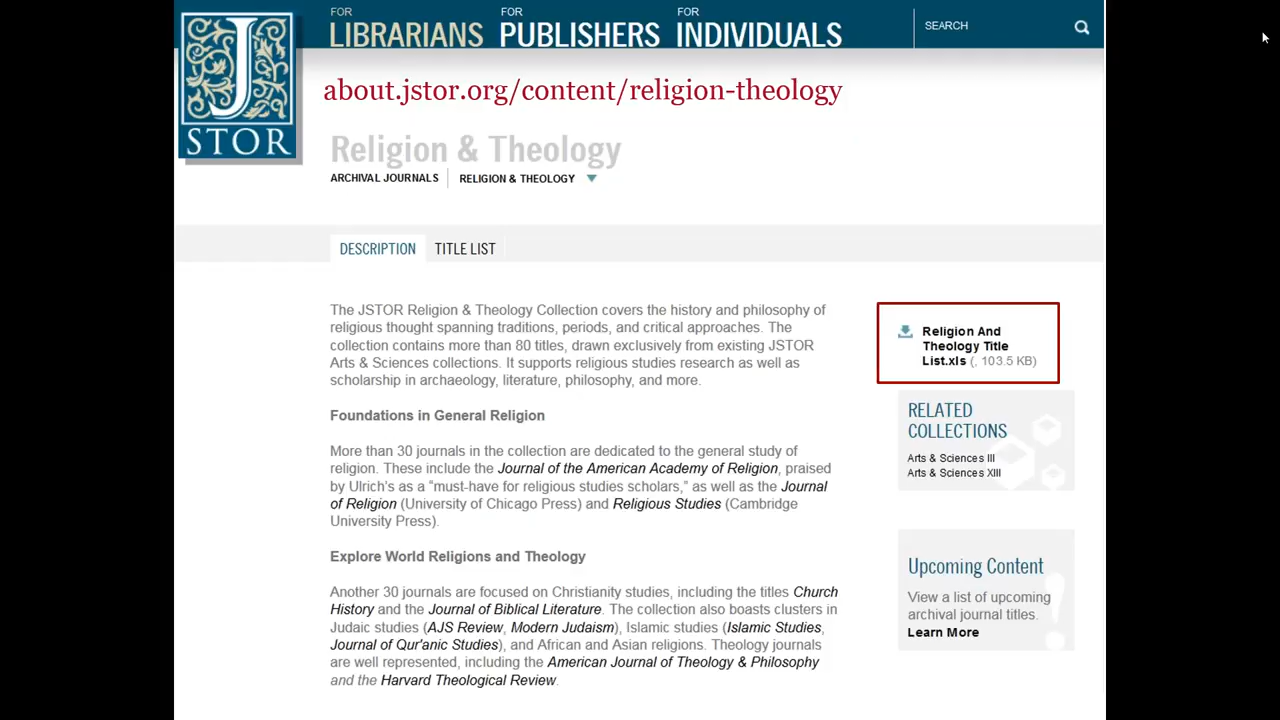 FOR
LIBRARIANS
FOR
PUBLISHERS
FOR
INDIVIDUALS
SEARCH
J
STOR
about.jstor.org/content/religion-theology
Religion & Theology
ARCHIVAL JOURNALS
RELIGION & THEOLOGY
DESCRIPTION
TITLE LIST
The JSTOR Religion & Theology Collection covers the history and philosophy of
religious thought spanning traditions, periods, and critical approaches. The
collection contains more than 80 titles, drawn exclusively from existing JSTOR
Arts & Sciences collections. It supports religious studies research as well as
scholarship in archaeology, literature, philosophy, and more.
Foundations in General Religion
More than 30 journals in the collection are dedicated to the general study of
religion. These include the Journal of the American Academy of Religion, praised
by Ulrich's as a “must-have for religious studies scholars,” as well as the Journal
of Religion (University of Chicago Press) and Religious Studies (Cambridge
University Press).
Explore World Religions and Theology
Another 30 journals are focused on Christianity studies, including the titles Church
History and the Journal of Biblical Literature. The collection also boasts clusters in
Judaic studies (AJS Review, Modern Judaism), Islamic studies (Islamic Studies,
Journal of Qur'anic Studies), and African and Asian religions. Theology journals
are well represented, including the American Journal of Theology & Philosophy
and the Harvard Theological Review.
Religion And
Theology Title
List.xls (, 103.5 KB)
RELATED
COLLECTIONS
Arts & Sciences III
Arts & Sciences XIII
Upcoming Content
View a list of upcoming
archival journal titles.
Learn More